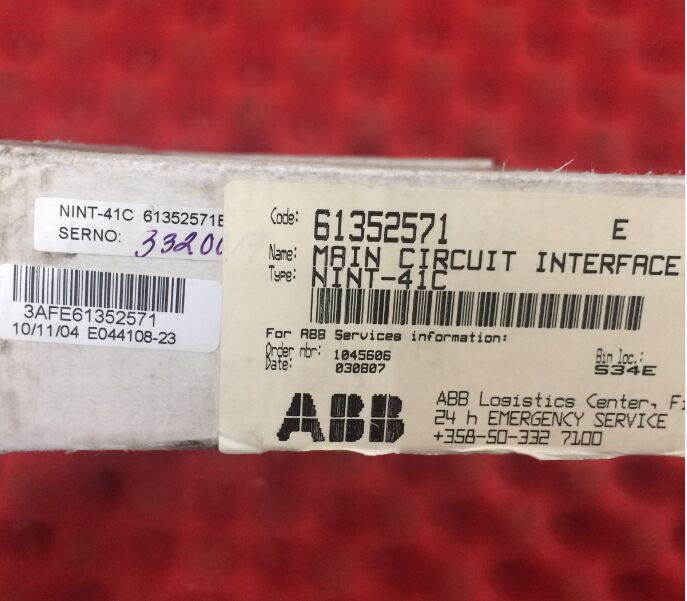 NINT-41C 61352571E
SERNO:
3AFE61352571
10/11/04 E044108-23
Code: 61352571 E
Name: MAIN CIRCUIT INTERFACE
Type: NINT-41C
For ABB Services information:
Order nbr: 1045606
Date: 030807
Bin loc.:
S34E
ABB
ABB Logistics Center, Fi
24 h EMERGENCY SERVICE
+358-50-332 7100